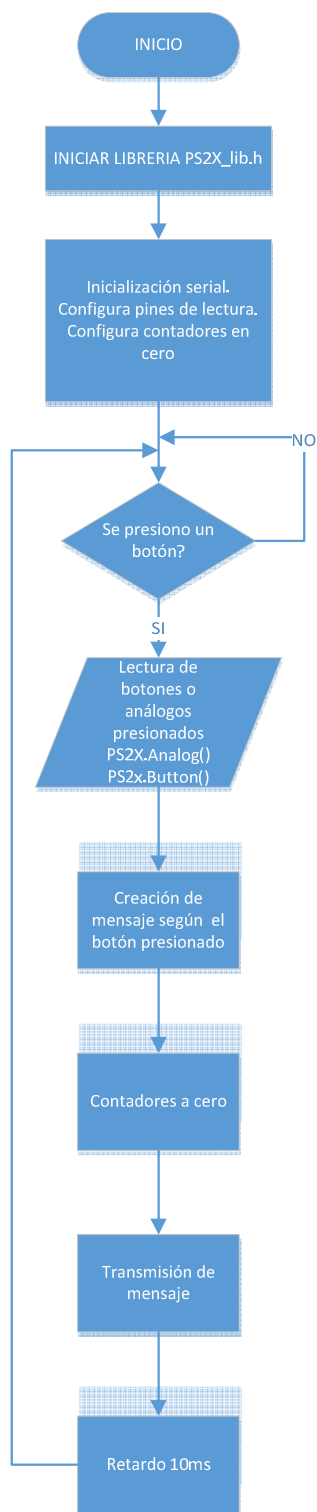 INICIO
INICIAR LIBRERIA PS2X_lib.h
Inicialización serial.
Configura pines de lectura.
Configura contadores en
cero
NO
Se presiono un
botón?
SI
Lectura de
botones o
análogos
presionados
PS2X.Analog()
PS2x.Button()
Creación de
mensaje según el
botón presionado
Contadores a cero
Transmisión de
mensaje
Retardo 10ms